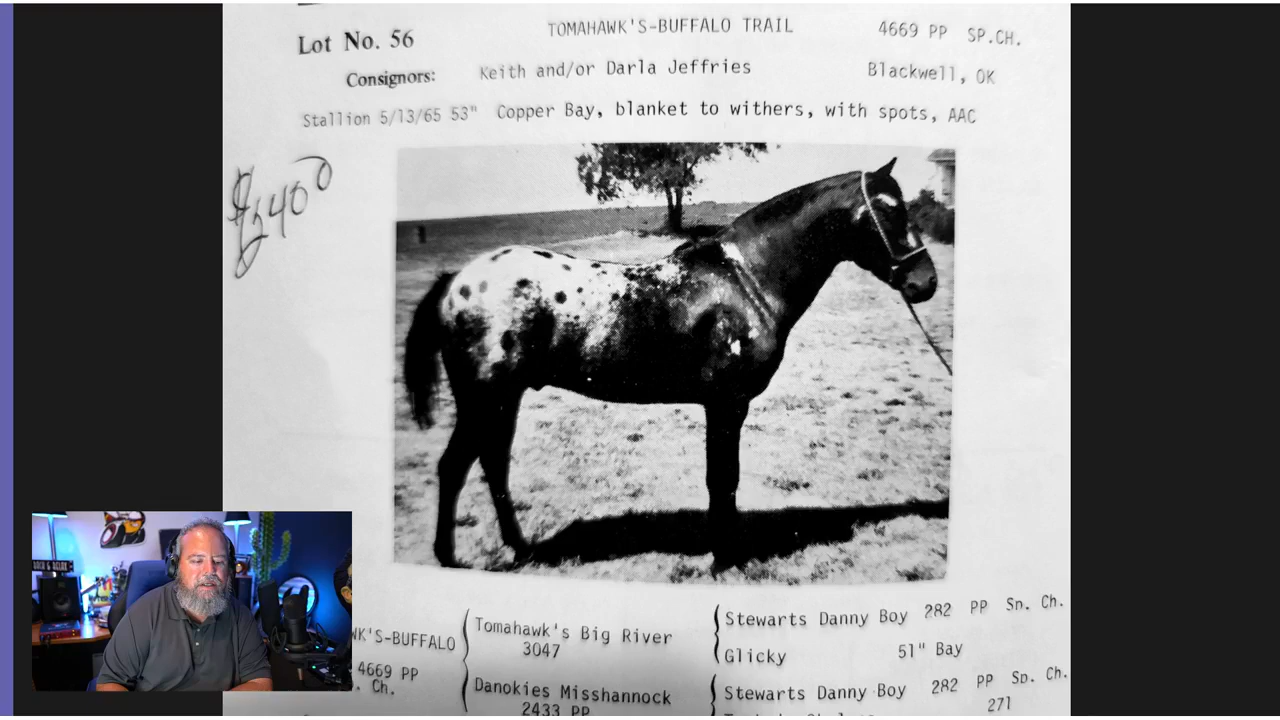 TOMAHAWK'S-BUFFALO TRAIL 4669 PP SP.CH.
Lot No. 56
Consignors: Keith and/or Darla Jeffries Blackwell, OK
Stallion 5/13/65 53" Copper Bay, blanket to withers, with spots, AAC
Stewarts Danny Boy 282 PP Sp. Ch.
Tomahawk's Big River
3047
Glicky 51" Bay
WK'S-BUFFALO
4669 PP
. Ch.
Danokies Misshannock
2433 PP
Stewarts Danny Boy 282 PP Sp. Ch.
271